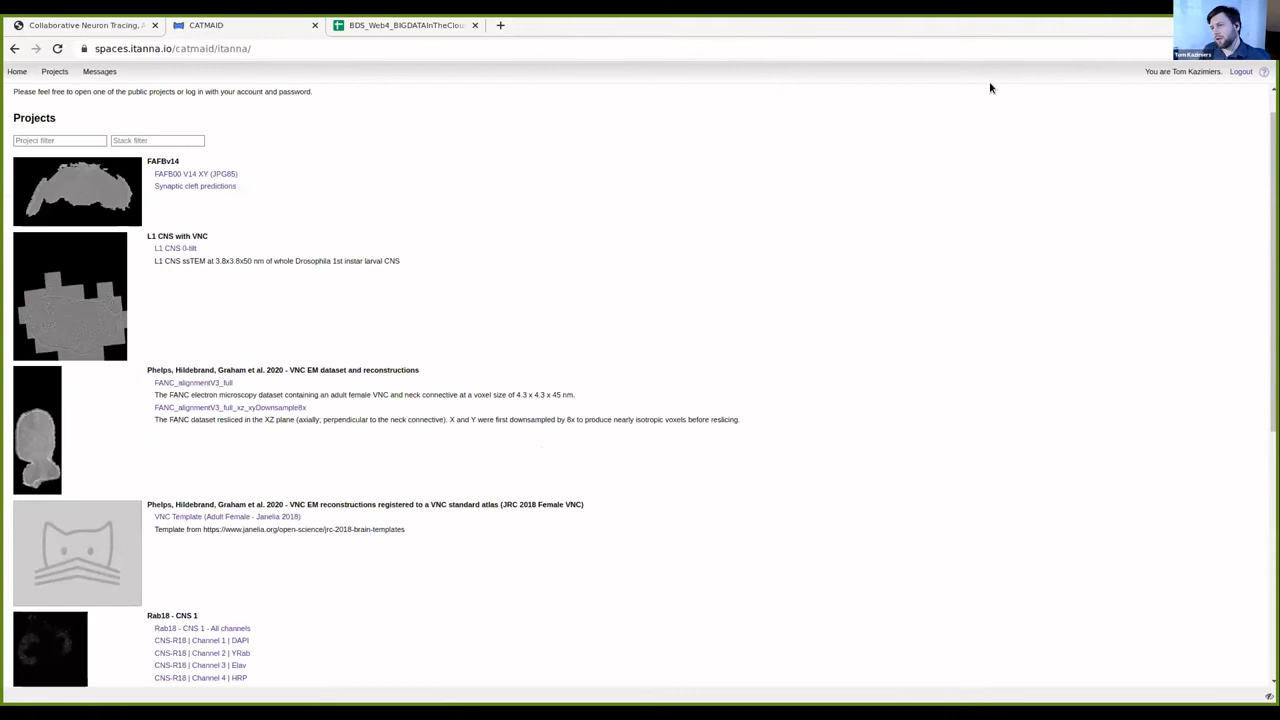 Collaborative Neuron Tracing, A
CATMAID
BDS_Web4_BIGDATAInTheClou
spaces.itanna.io/catmaid/itanna/
Tom Kazimiers
Home Projects Messages
You are Tom Kazimiers. Logout
Please feel free to open one of the public projects or log in with your account and password.
Projects
Project filter
Stack filter
FAFBv14
FAFB00 V14 XY (JPG85)
Synaptic cleft predictions
L1 CNS with VNC
L1 CNS 0-tilt
L1 CNS ssTEM at 3.8x3.8x50 nm of whole Drosophila 1st instar larval CNS
Phelps, Hildebrand, Graham et al. 2020 - VNC EM dataset and reconstructions
FANC_alignmentV3_full
The FANC electron microscopy dataset containing an adult female VNC and neck connective at a voxel size of 4.3 x 4.3 x 45 nm.
FANC_alignmentV3_full_xz_xyDownsample8x
The FANC dataset resliced in the XZ plane (axially; perpendicular to the neck connective). X and Y were first downsampled by 8x to produce nearly isotropic voxels before reslicing.
Phelps, Hildebrand, Graham et al. 2020 - VNC EM reconstructions registered to a VNC standard atlas (JRC 2018 Female VNC)
VNC Template (Adult Female - Janelia 2018)
Template from https://www.janelia.org/open-science/jrc-2018-brain-templates
Rab18 - CNS 1
Rab18 - CNS 1 - All channels
CNS-R18 | Channel 1 | DAPI
CNS-R18 | Channel 2 | YRab
CNS-R18 | Channel 3 | Elav
CNS-R18 | Channel 4 | HRP